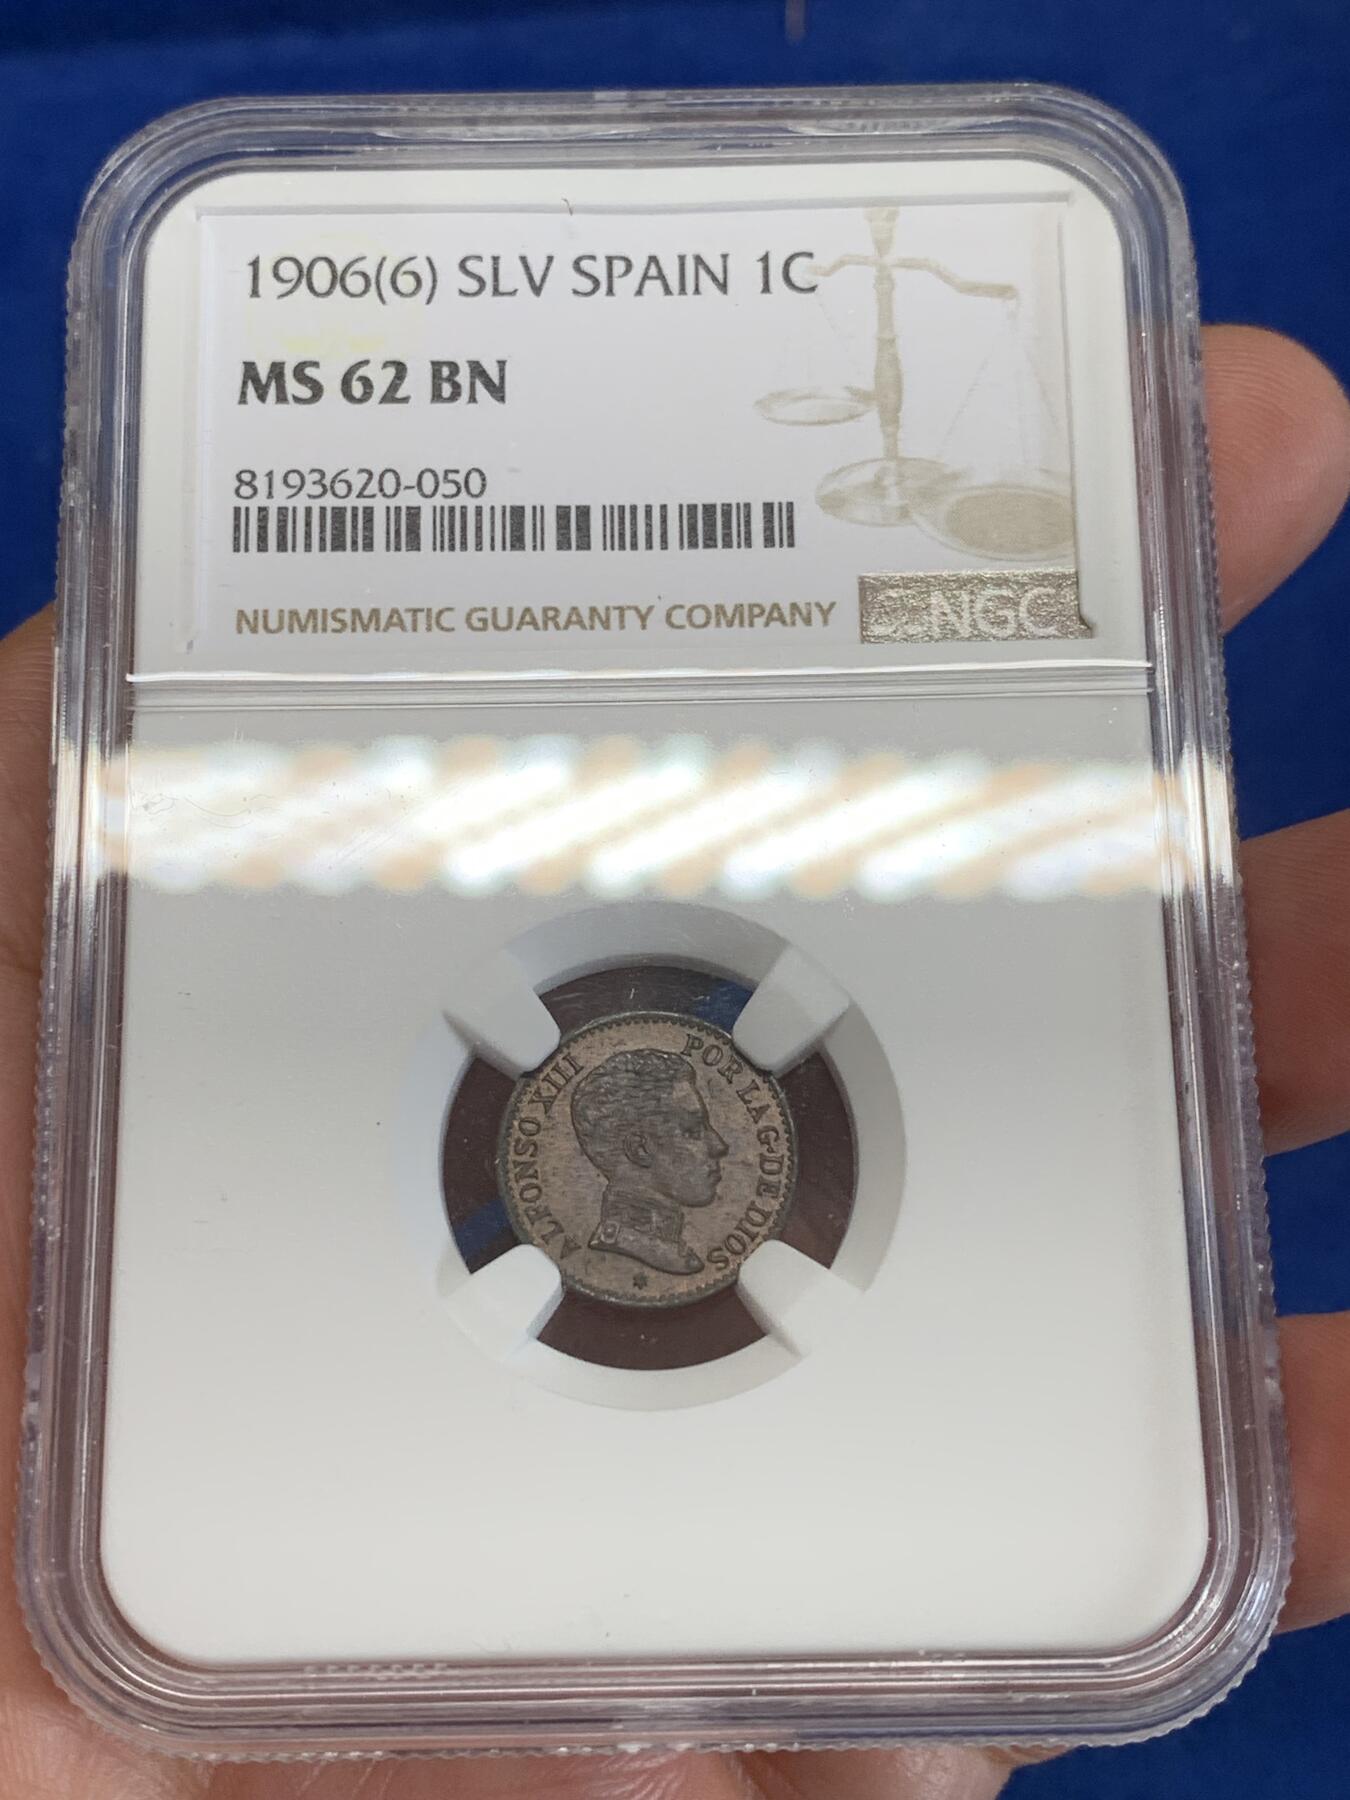 1906(6) SLV SPAIN 1C
MS 62 BN
8193620-050
NUMISMATIC GUARANTY COMPANY
NGC
ALFONSO XIII POR LA G. DE DIOS